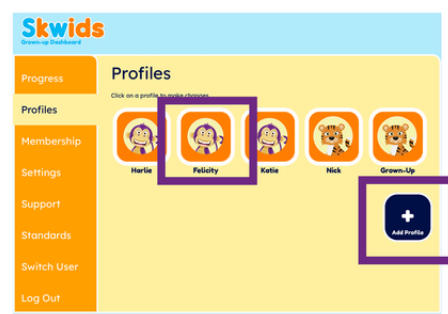 Skwids
Grown-up Dashboard
Progress
Profiles
Membership
Settings
Support
Standards
Switch User
Log Out
Profiles
Click on a profile to make changes
Harlie
Felicity
Katie
Nick
Grown-Up
Add Profile